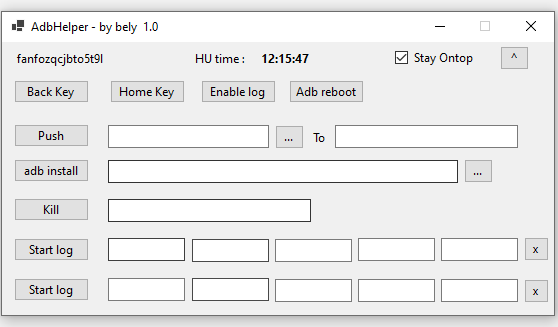 AdbHelper - by bely 1.0
fanfozqcjbto5t9l HU time : 12:15:47 Stay Ontop ^
Back Key Home Key Enable log Adb reboot
Push ... To
adb install ...
Kill
Start log x
Start log x